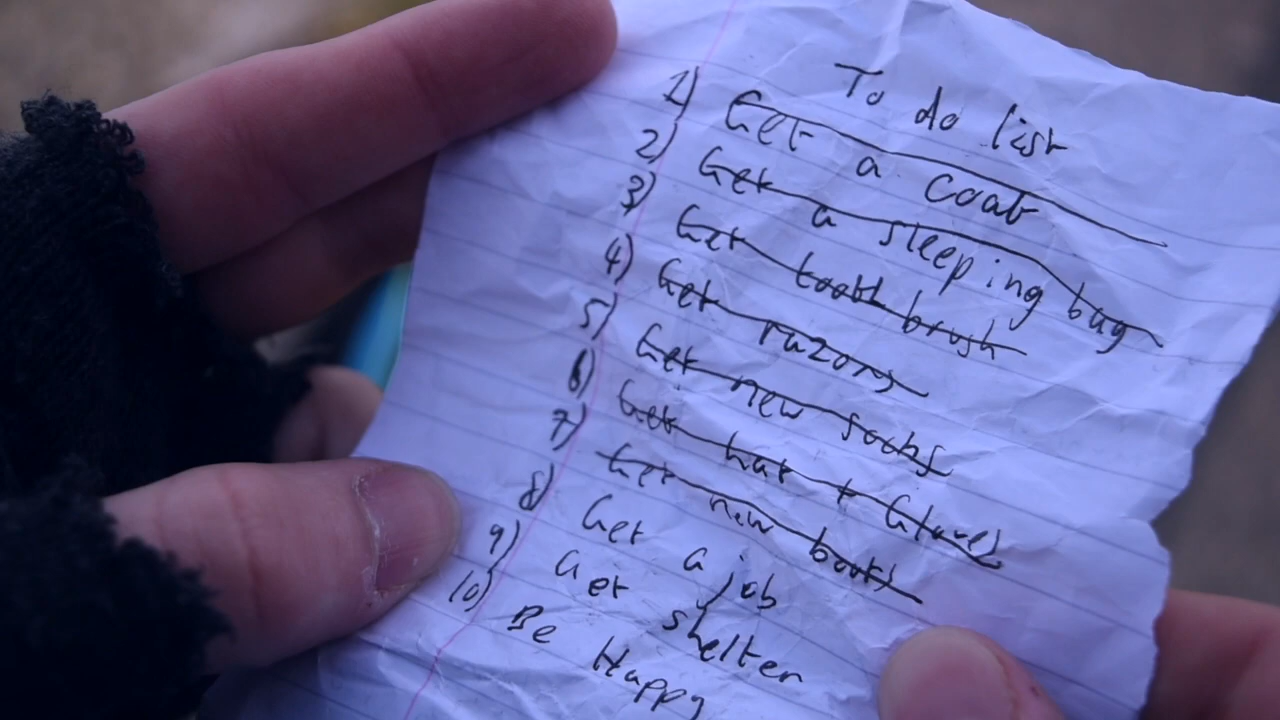 To do list
1) Get a coat
2) Get a sleeping bag
3) Get tooth brush
4) Get razors
5) Get new socks
6) Get hat + Gloves
7) Get new boots
8) Get a job
9) Get shelter
10) Be Happy